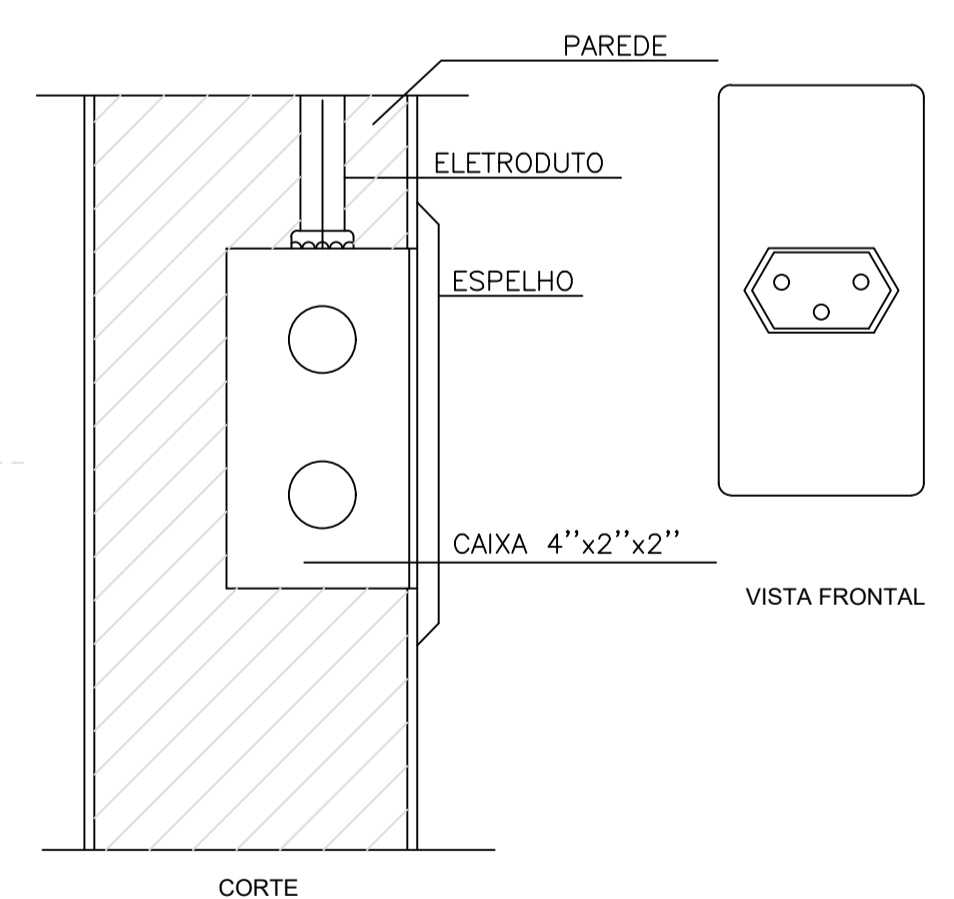 PAREDE
ELETRODUTO
ESPELHO
CAIXA 4''x2''x2''
VISTA FRONTAL
CORTE